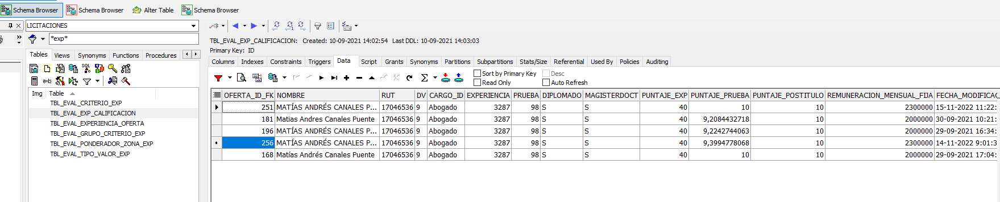 Schema Browser Schema Browser Alter Table Schema Browser
LICITACIONES
*exp*
Tables Views Synonyms Functions Procedures
Img Table
TBL_EVAL_CRITERIO_EXP
TBL_EVAL_EXP_CALIFICACION
TBL_EVAL_EXPERIENCIA_OFERTA
TBL_EVAL_GRUPO_CRITERIO_EXP
TBL_EVAL_PONDERADOR_ZONA_EXP
TBL_EVAL_TIPO_VALOR_EXP
TBL_EVAL_EXP_CALIFICACION: Created: 10-09-2021 14:02:54 Last DDL: 10-09-2021 14:03:03
Primary Key: ID
Columns Indexes Constraints Triggers Data Script Grants Synonyms Partitions Subpartitions Stats/Size Referential Used By Policies Auditing
Sort by Primary Key Desc
Read Only Auto Refresh
OFERTA_ID_FK NOMBRE RUT DV CARGO_ID EXPERIENCIA PRUEBA DIPLOMADO MAGISTERDOCT PUNTAJE_EXP PUNTAJE_PRUEBA PUNTAJE_POSTITULO REMUNERACION_MENSUAL_FIJA FECHA_MODIFICAC
251 MATÍAS ANDRÉS CANALES P... 17046536 9 Abogado 3287 98 S S 40 10 10 2300000 15-11-2022 11:22:
181 Matias Andres Canales Puente 17046536 9 Abogado 3287 98 S S 40 9,2084432718 10 2000000 30-09-2021 10:21:
196 MATÍAS ANDRÉS CANALES P... 17046536 9 Abogado 3287 98 S S 40 9,2242744063 10 2000000 29-09-2021 16:34:
256 MATÍAS ANDRÉS CANALES P... 17046536 9 Abogado 3287 98 S S 40 9,3994778068 10 2300000 14-11-2022 9:01:3
168 Matías Andrés Canales Puente 17046536 9 Abogado 3287 98 S S 40 10 10 2000000 29-09-2021 17:04: